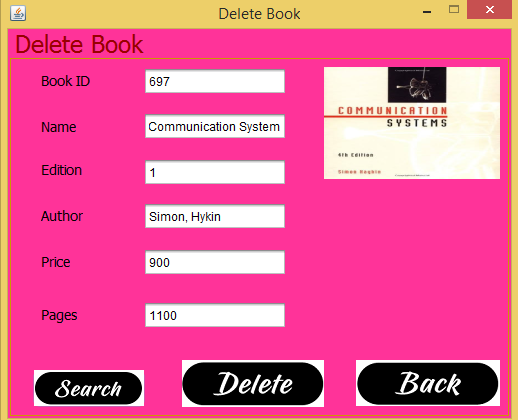 Delete Book
Delete Book
Book ID
697
Name
Communication System
Edition
1
Author
Simon, Hykin
Price
900
Pages
1100
COMMUNICATION
SYSTEMS
4th Edition
Simon Haykin
Search
Delete
Back